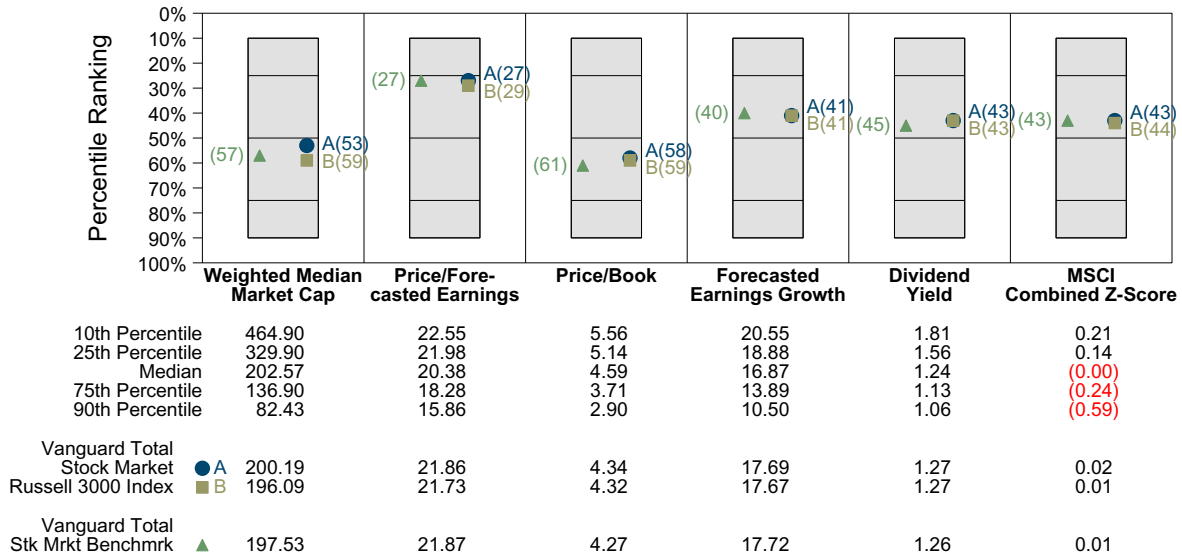 Percentile Ranking
0%
10%
20%
30%
40%
50%
60%
70%
80%
90%
100%
(57)
A(53)
B(59)
(27)
A(27)
B(29)
(61)
A(58)
B(59)
(40)
A(41)
B(41)
(45)
A(43)
B(43)
(43)
A(43)
B(44)
Weighted Median
Market Cap
Price/Fore-
casted Earnings
Price/Book
Forecasted
Earnings Growth
Dividend
Yield
MSCI
Combined Z-Score
10th Percentile 464.90 22.55 5.56 20.55 1.81 0.21
25th Percentile 329.90 21.98 5.14 18.88 1.56 0.14
Median 202.57 20.38 4.59 16.87 1.24 (0.00)
75th Percentile 136.90 18.28 3.71 13.89 1.13 (0.24)
90th Percentile 82.43 15.86 2.90 10.50 1.06 (0.59)
Vanguard Total
Stock Market A 200.19 21.86 4.34 17.69 1.27 0.02
Russell 3000 Index B 196.09 21.73 4.32 17.67 1.27 0.01
Vanguard Total
Stk Mrkt Benchmrk 197.53 21.87 4.27 17.72 1.26 0.01